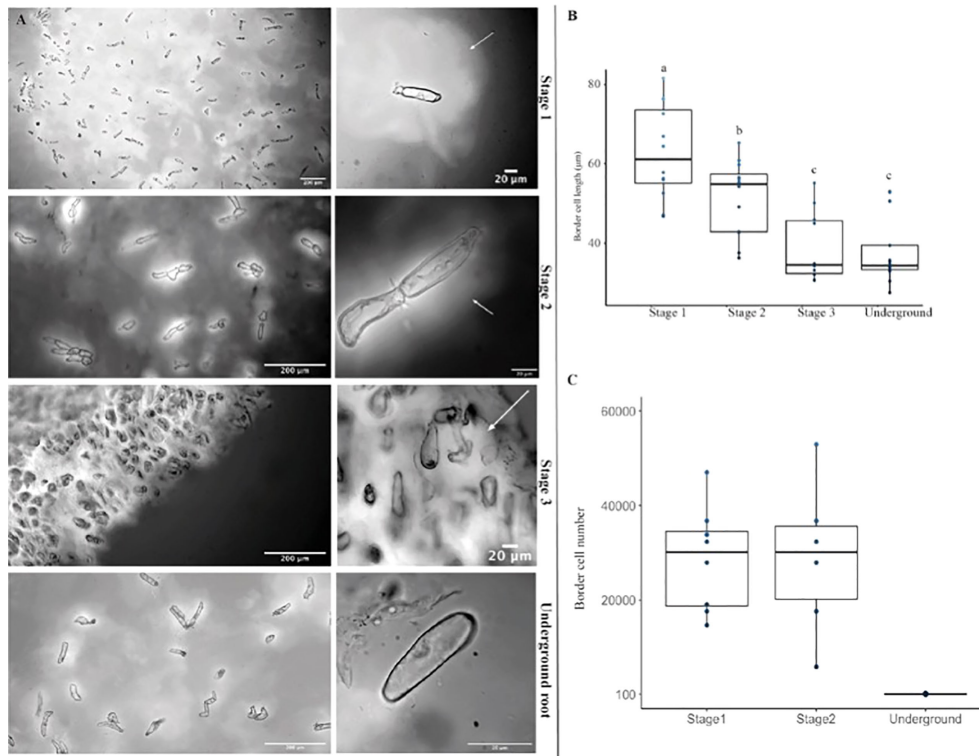 A
Stage 1
20 μm
Stage 2
200 μm
Stage 3
200 μm
20 μm
Underground root
B
Border cell length (μm)
80
60
40
a
b
c
c
Stage 1 Stage 2 Stage 3 Underground
C
Border cell number
60000
40000
20000
100
Stage1 Stage2 Underground